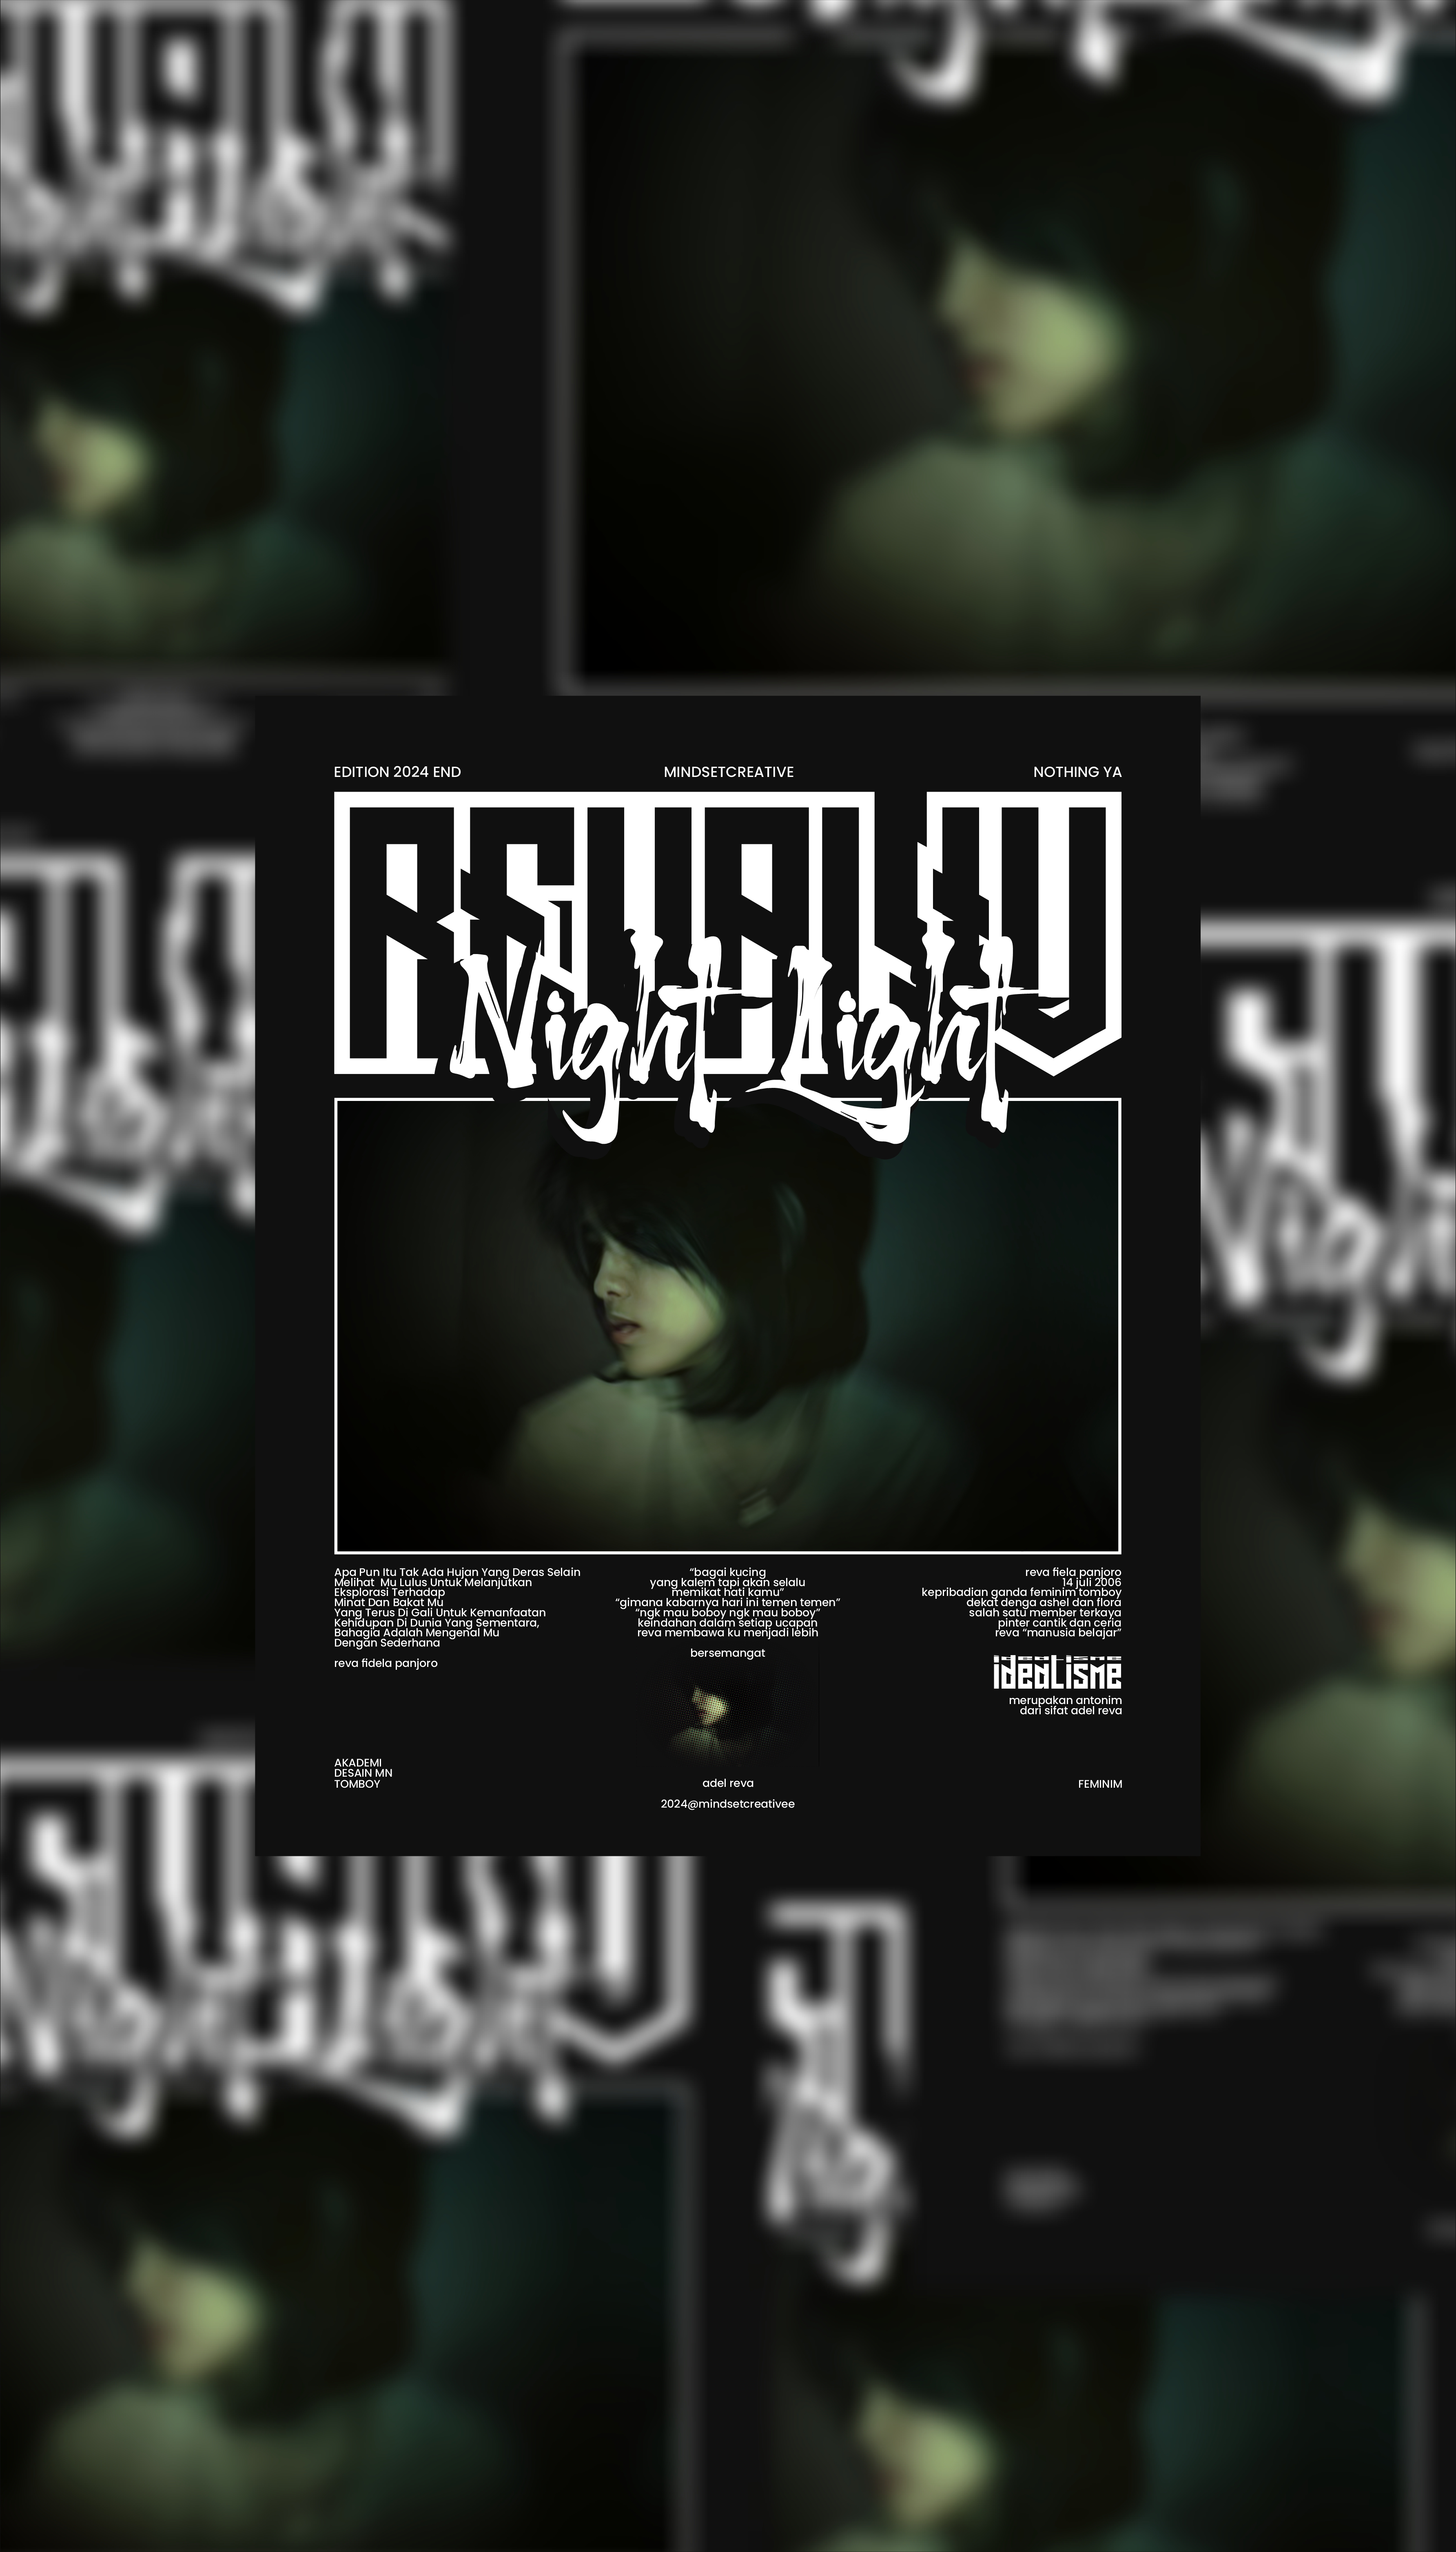 EDITION 2024 END
MINDSETCREATIVE
NOTHING YA
Night Light
Apa Pun Itu Tak Ada Hujan Yang Deras Selain
Melihat Mu Lulus Untuk Melanjutkan
Eksplorasi Terhadap
Minat Dan Bakat Mu
Yang Terus Di Gali Untuk Kemanfaatan
Kehidupan Di Dunia Yang Sementara,
Bahagia Adalah Mengenal Mu
Dengan Sederhana
reva fidela panjoro
“bagai kucing
yang kalem tapi akan selalu
memikat hati kamu”
“gimana kabarnya hari ini temen temen”
“ngk mau boboy ngk mau boboy”
keindahan dalam setiap ucapan
reva membawa ku menjadi lebih
bersemangat
reva fiela panjoro
14 juli 2006
kepribadian ganda feminim tomboy
dekat denga ashel dan flora
salah satu member terkaya
pinter cantik dan ceria
reva “manusia belajar”
idealisme
merupakan antonim
dari sifat adel reva
AKADEMI
DESAIN MN
TOMBOY
adel reva
2024@mindsetcreativee
FEMINIM